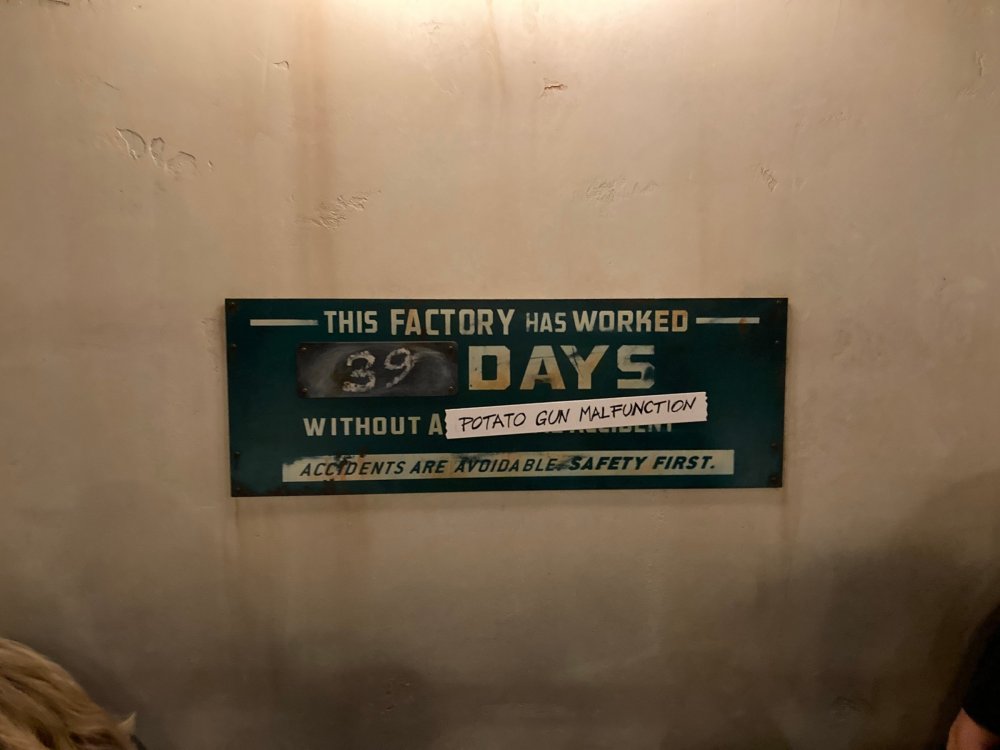 THIS FACTORY HAS WORKED
39 DAYS
WITHOUT A POTATO GUN MALFUNCTION
ACCIDENTS ARE AVOIDABLE. SAFETY FIRST.